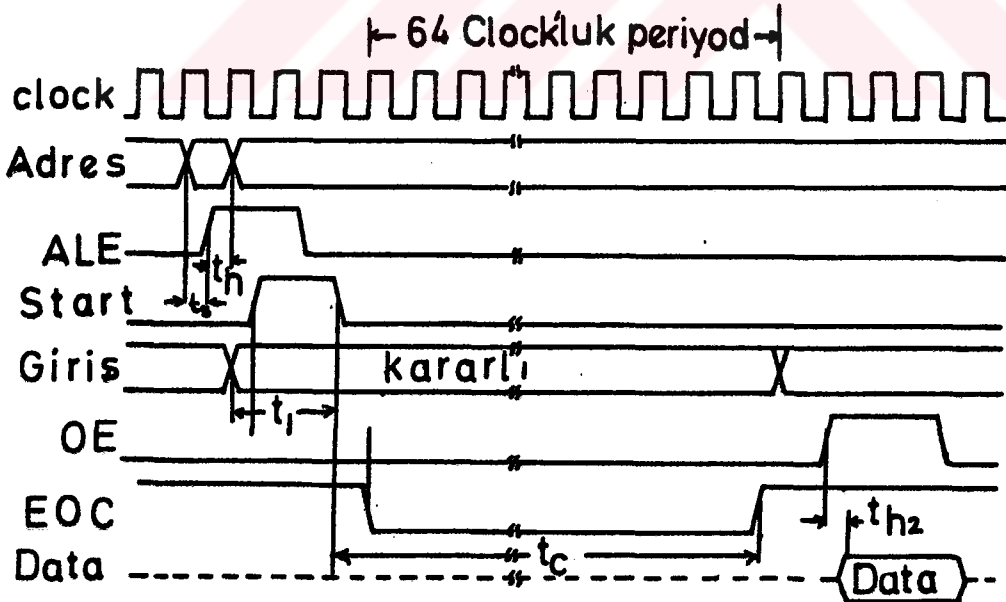 64 Clock'luk periyod
clock
Adres
ALE
th
ts
Start
Giris
kararlı
t1
OE
EOC
th2
tc
Data
Data